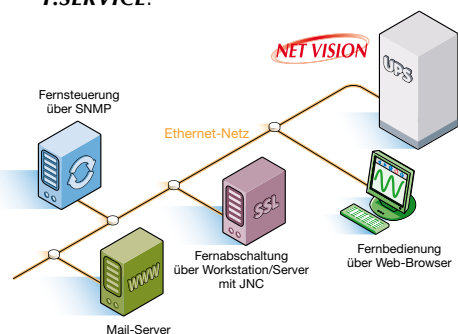 T.SERVICE.
NET VISION
UPS
Fernsteuerung
über SNMP
Ethernet-Netz
SSL
Fernbedienung
über Web-Browser
Fernabschaltung
über Workstation/Server
mit JNC
WWW
Mail-Server